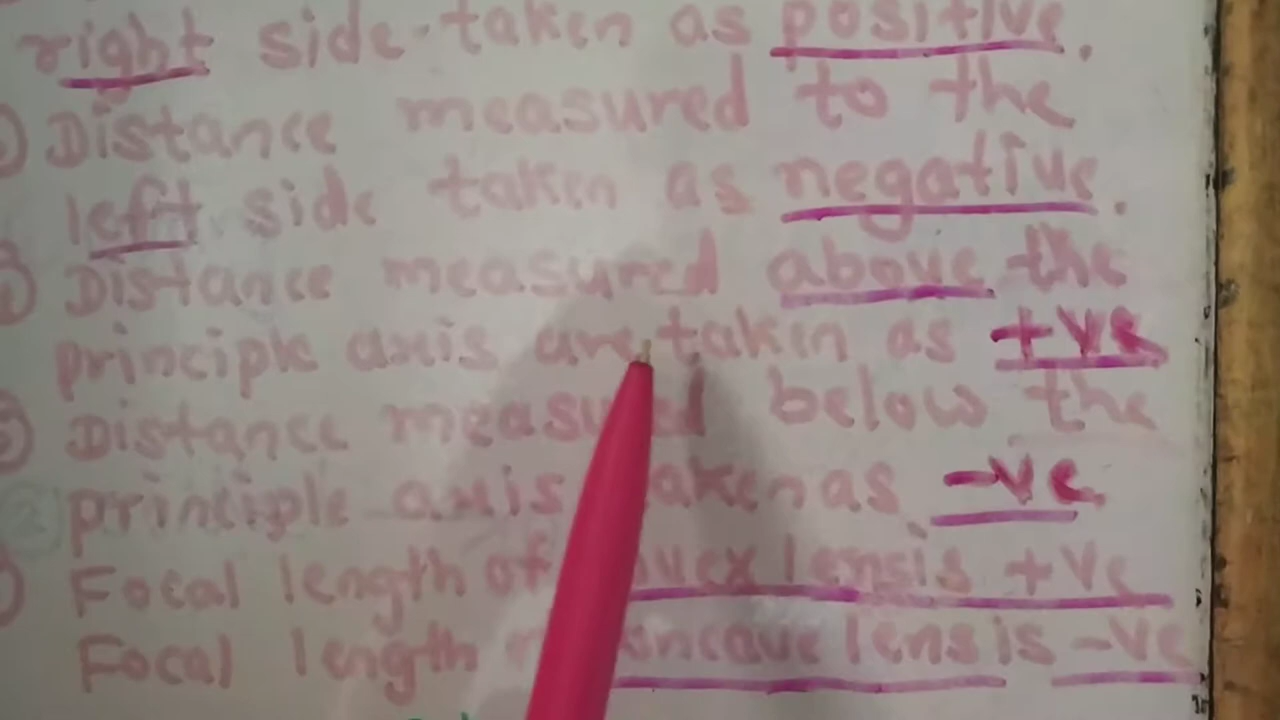 right side taken as positive.
Distance measured to the
left side taken as negative.
Distance measured above the
principle axis are taken as +ve
Distance measured below the
principle axis taken as -ve
Focal length of convex lens is +ve
Focal length concave lens is -ve